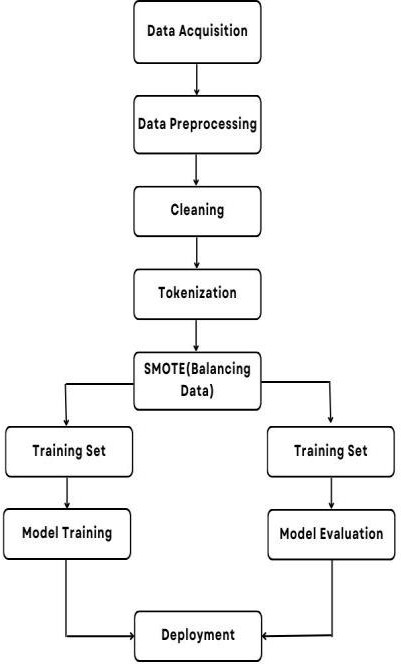 Data Acquisition
Data Preprocessing
Cleaning
Tokenization
SMOTE(Balancing
Data)
Training Set
Training Set
Model Training
Model Evaluation
Deployment